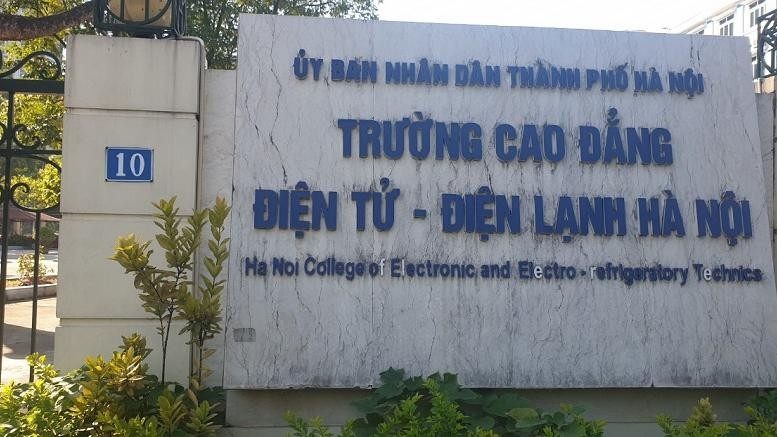 ỦY BAN NHÂN DÂN THÀNH PHỐ HÀ NỘI
TRƯỜNG CAO ĐẲNG
ĐIỆN TỬ - ĐIỆN LẠNH HÀ NỘI
Ha Noi College of Electronic and Electro - refrigeratory Technics
10